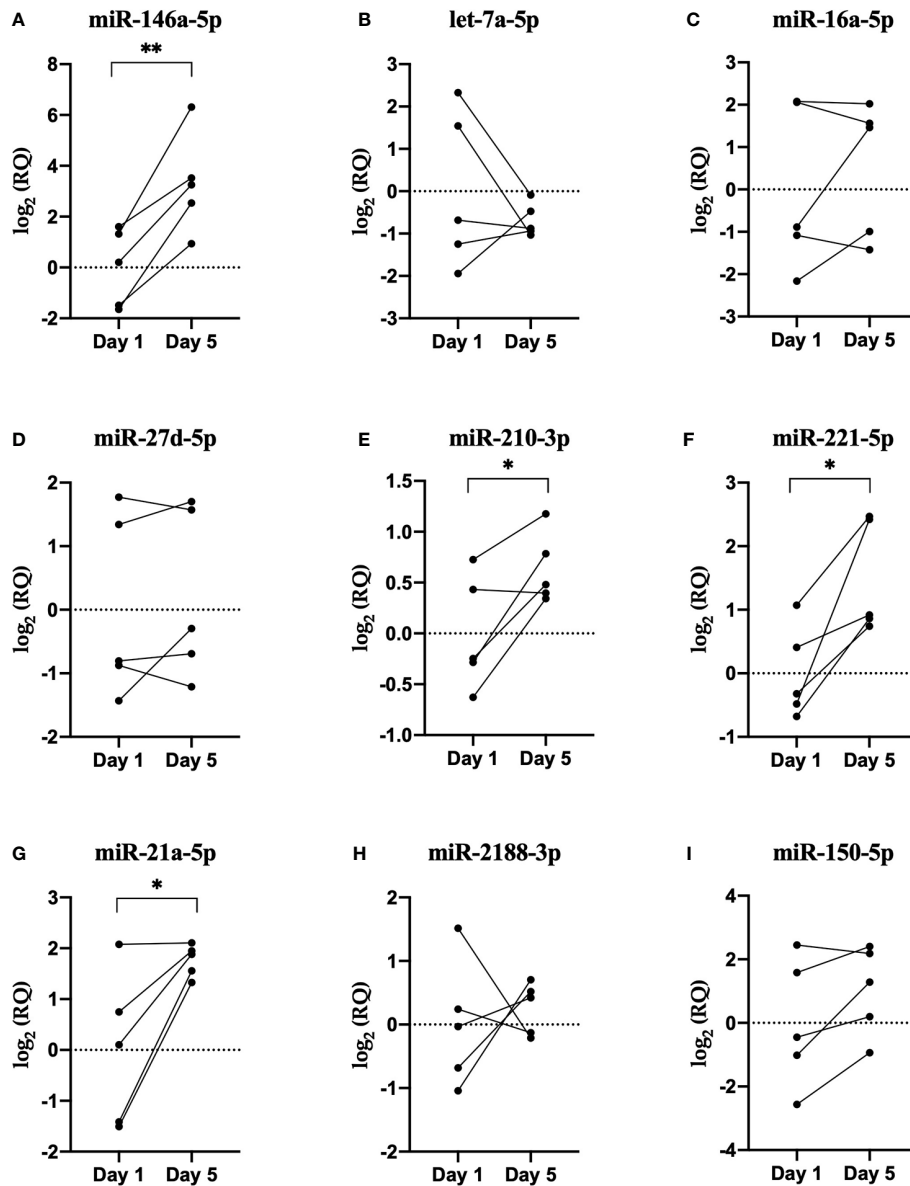 A miR-146a-5p
**
log2 (RQ)
8
6
4
2
0
-2
Day 1 Day 5
B let-7a-5p
log2 (RQ)
3
2
1
0
-1
-2
-3
Day 1 Day 5
C miR-16a-5p
log2 (RQ)
3
2
1
0
-1
-2
-3
Day 1 Day 5
D miR-27d-5p
log2 (RQ)
2
1
0
-1
-2
Day 1 Day 5
E miR-210-3p
*
log2 (RQ)
1.5
1.0
0.5
0.0
-0.5
-1.0
Day 1 Day 5
F miR-221-5p
*
log2 (RQ)
3
2
1
0
-1
Day 1 Day 5
G miR-21a-5p
*
log2 (RQ)
3
2
1
0
-1
-2
Day 1 Day 5
H miR-2188-3p
log2 (RQ)
2
1
0
-1
-2
Day 1 Day 5
I miR-150-5p
log2 (RQ)
4
2
0
-2
-4
Day 1 Day 5